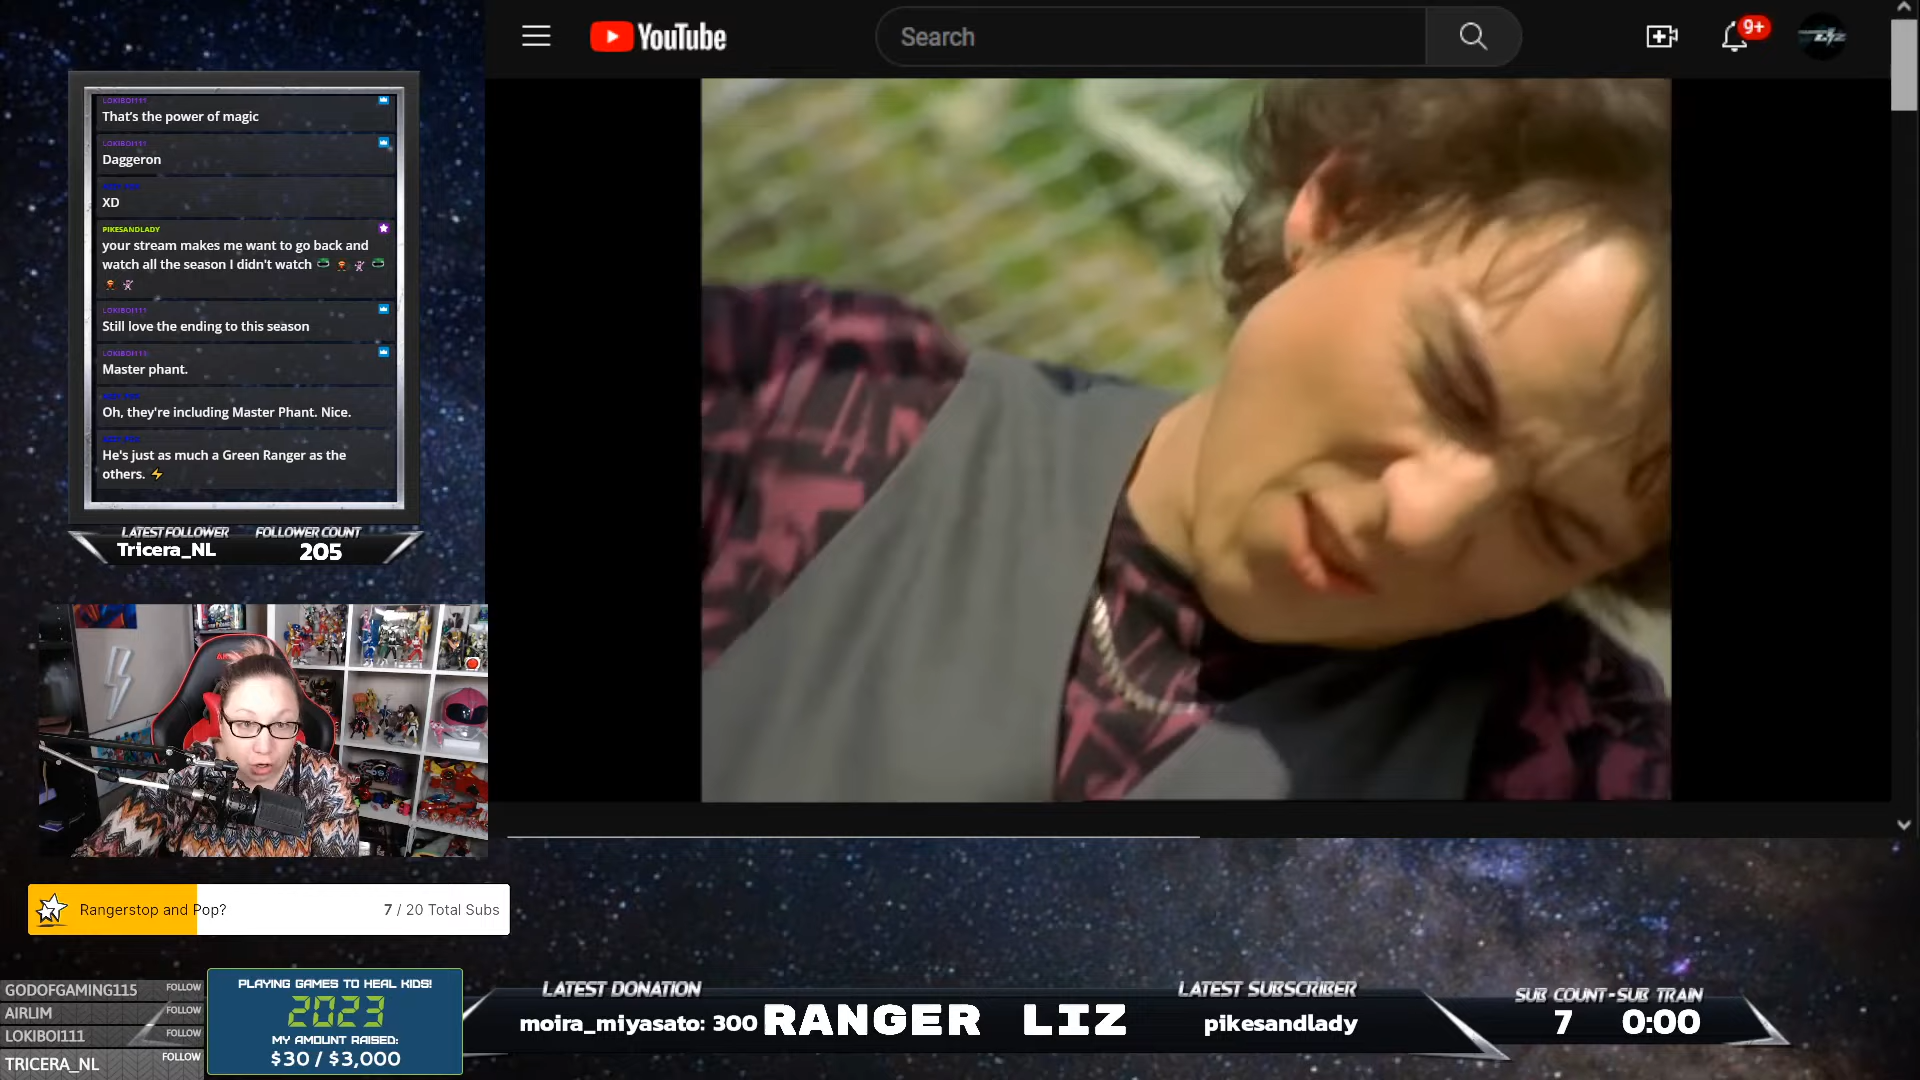 YouTube
Search
9+
LOKIBOI111
That's the power of magic
LOKIBOI111
Daggeron
XD
PIKESANDLADY
your stream makes me want to go back and
watch all the season I didn't watch
LOKIBOI111
Still love the ending to this season
LOKIBOI111
Master phant.
Oh, they're including Master Phant. Nice.
He's just as much a Green Ranger as the
others.
LATEST FOLLOWER
Tricera_NL
FOLLOWER COUNT
205
Rangerstop and Pop?
7 / 20 Total Subs
GODOFGAMING115 FOLLOW
AIRLIM FOLLOW
LOKIBOI111 FOLLOW
TRICERA_NL FOLLOW
PLAYING GAMES TO HEAL KIDS!
2023
MY AMOUNT RAISED:
$30 / $3,000
LATEST DONATION
moira_miyasato: 300
RANGER LIZ
LATEST SUBSCRIBER
pikesandlady
SUB COUNT-SUB TRAIN
7 0:00